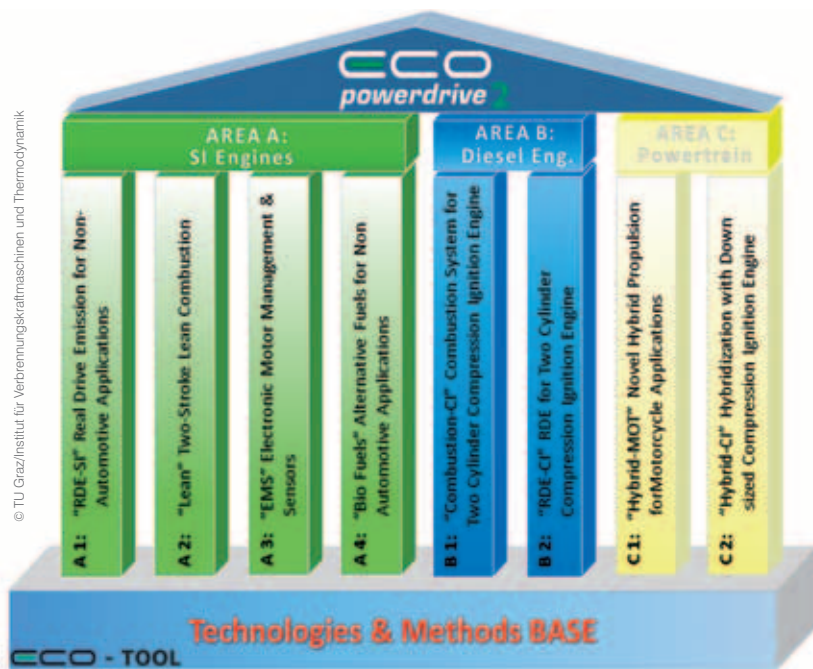 ECO
powerdrive2
© TU Graz/Institut für Verbrennungskraftmaschinen und Thermodynamik
AREA A:
SI Engines
AREA B:
Diesel Eng.
AREA C:
Powertrain
A 1: "RDE-SI" Real Drive Emission for Non-
Automotive Applications
A 2: "Lean" Two-Stroke Lean Combustion
A 3: "EMS" Electronic Motor Management &
Sensors
A 4: "Bio Fuels" Alternative Fuels for Non
Automotive Applications
B 1: "Combustion-CI" Combustion System for
Two Cylinder Compression Ignition Engine
B 2: "RDE-CI" RDE for Two Cylinder
Compression Ignition Engine
C 1: "Hybrid-MOT" Novel Hybrid Propulsion
forMotorcycle Applications
C 2: "Hybrid-CI" Hybridization with Down
sized Compression Ignition Engine
Technologies & Methods BASE
ECO - TOOL